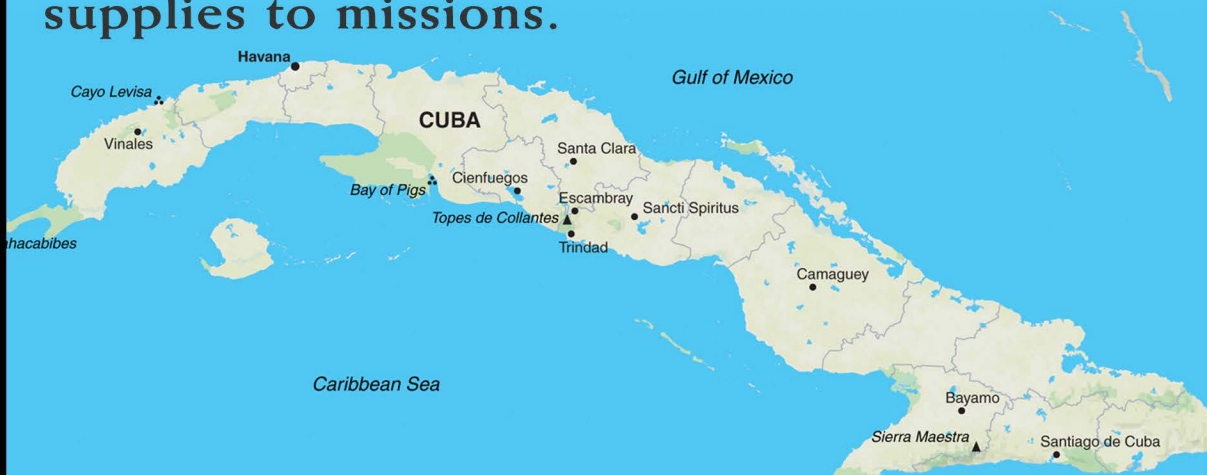 supplies to missions.
Havana
Gulf of Mexico
Cayo Levisa
CUBA
Vinales
Santa Clara
Cienfuegos
Bay of Pigs
Escambray
Sancti Spiritus
Topes de Collantes
ahacabibes
Trindad
Camaguey
Caribbean Sea
Bayamo
Sierra Maestra
Santiago de Cuba